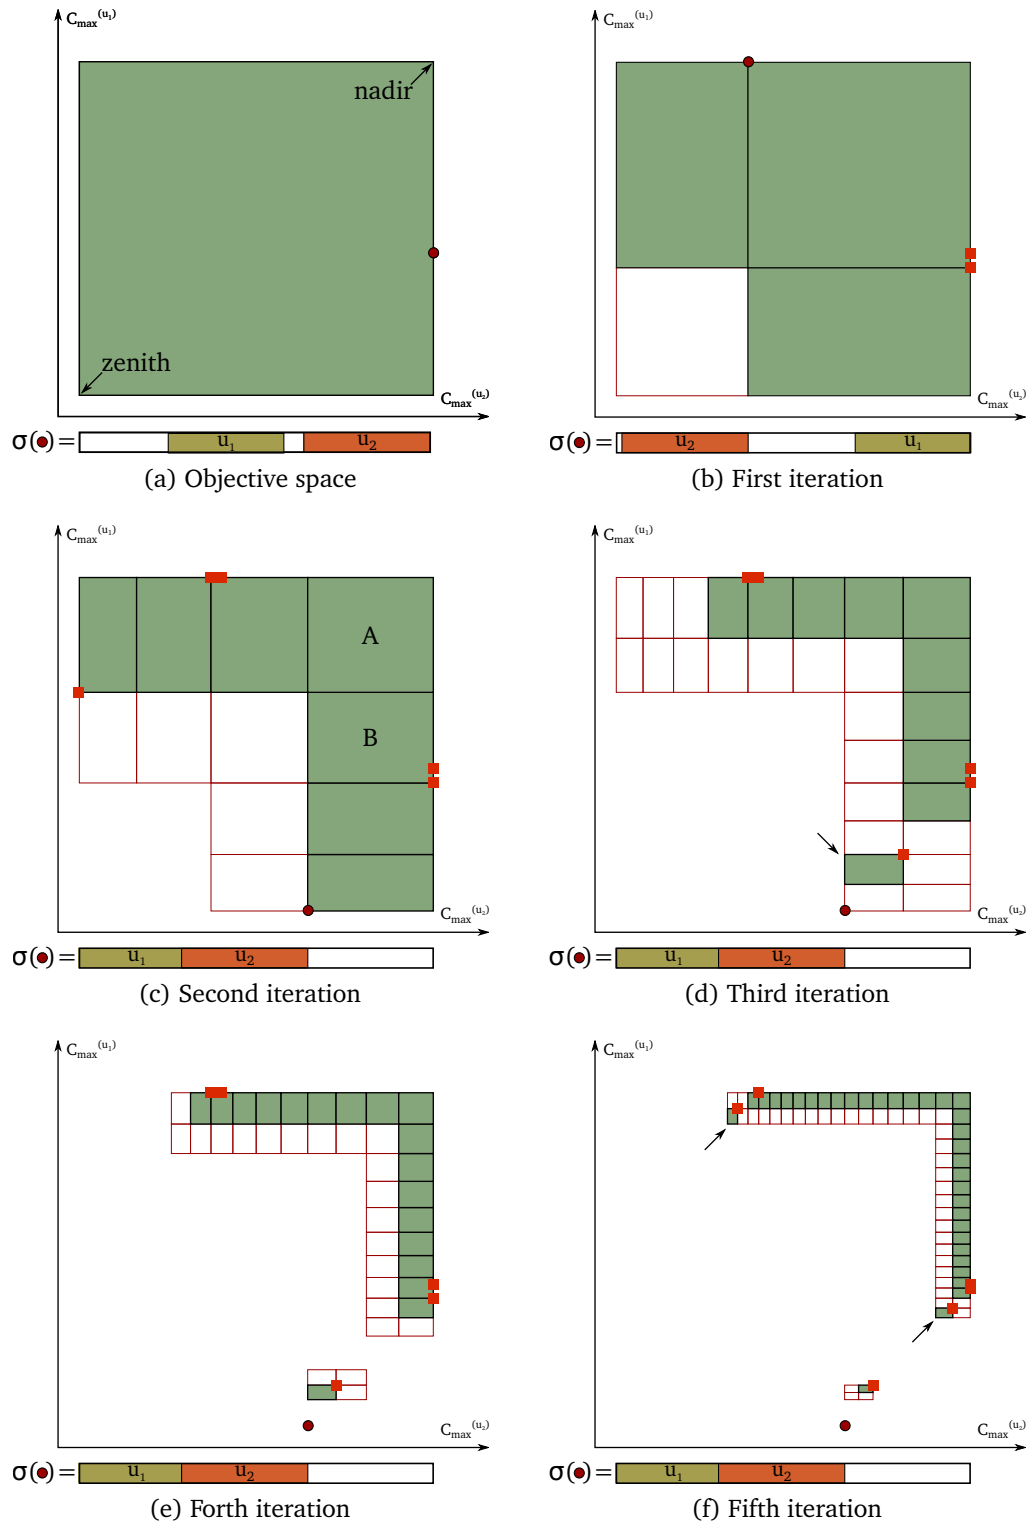 Cmax(u1)
nadir
zenith
Cmax(u2)
σ(●)= u1 u2
(a) Objective space
Cmax(u1)
Cmax(u2)
σ(●)= u2 u1
(b) First iteration
Cmax(u1)
A
B
Cmax(u2)
σ(●)= u1 u2
(c) Second iteration
Cmax(u1)
Cmax(u2)
σ(●)= u1 u2
(d) Third iteration
Cmax(u1)
Cmax(u2)
σ(●)= u1 u2
(e) Forth iteration
Cmax(u1)
Cmax(u2)
σ(●)= u1 u2
(f) Fifth iteration